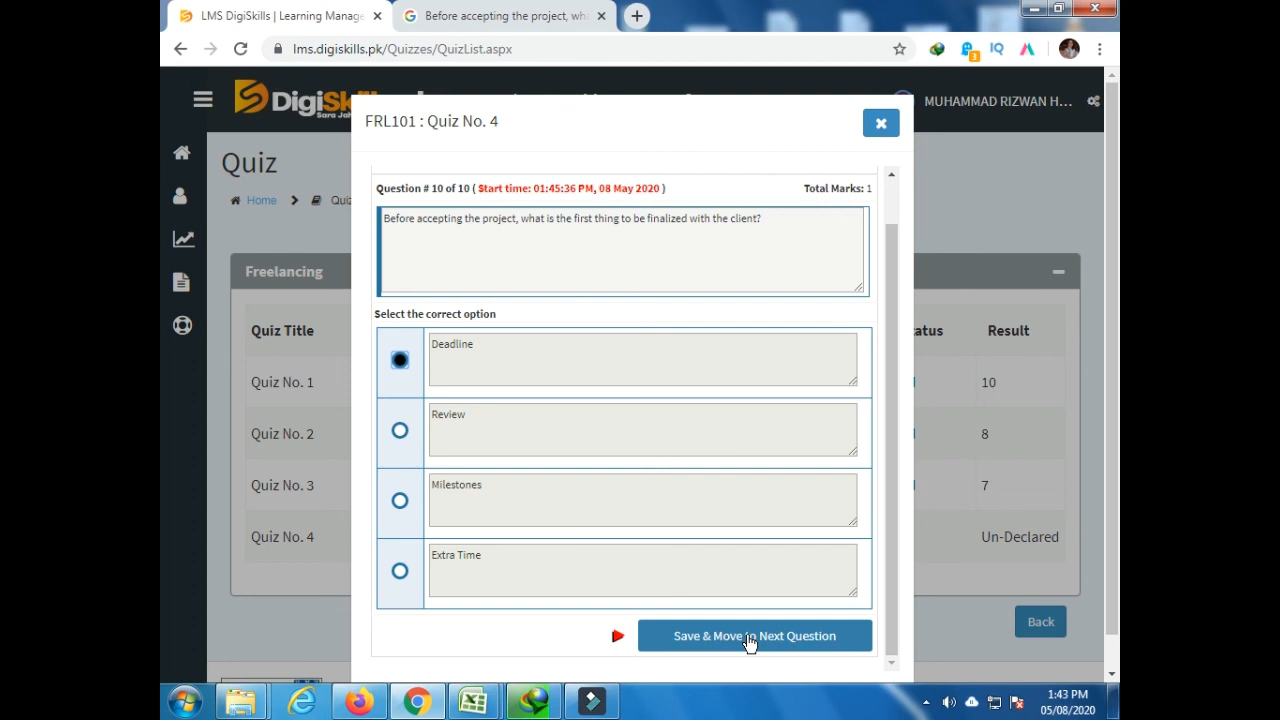 LMS DigiSkills | Learning Manage
Before accepting the project, wh
lms.digiskills.pk/Quizzes/QuizList.aspx
3
IQ
DigiSk
MUHAMMAD RIZWAN H...
FRL101 : Quiz No. 4
Quiz
Home
Quiz
Question # 10 of 10 ( Start time: 01:45:36 PM, 08 May 2020 )
Total Marks: 1
Before accepting the project, what is the first thing to be finalized with the client?
Freelancing
Select the correct option
Quiz Title
atus
Result
Deadline
Quiz No. 1
10
Review
Quiz No. 2
8
Milestones
Quiz No. 3
7
Quiz No. 4
Un-Declared
Extra Time
Back
Save & Move to Next Question
1:43 PM
05/08/2020